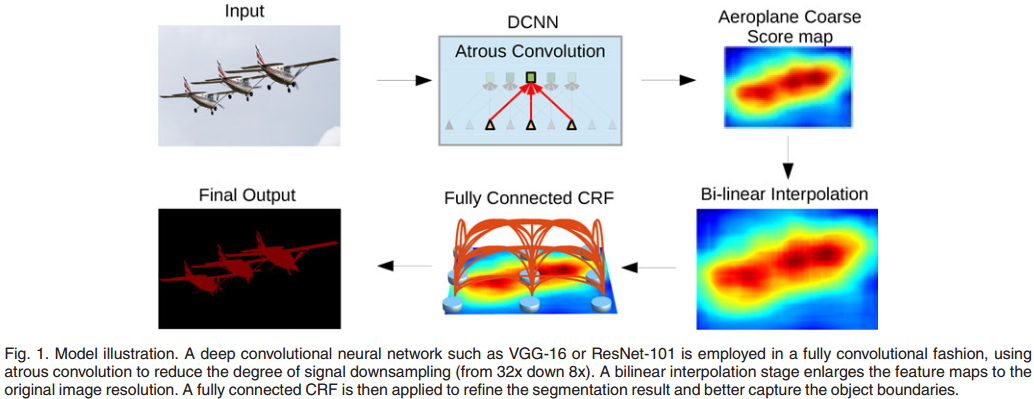 Input
DCNN
Atrous Convolution
Aeroplane Coarse
Score map
Bi-linear Interpolation
Fully Connected CRF
Final Output
Fig. 1. Model illustration. A deep convolutional neural network such as VGG-16 or ResNet-101 is employed in a fully convolutional fashion, using
atrous convolution to reduce the degree of signal downsampling (from 32x down 8x). A bilinear interpolation stage enlarges the feature maps to the
original image resolution. A fully connected CRF is then applied to refine the segmentation result and better capture the object boundaries.